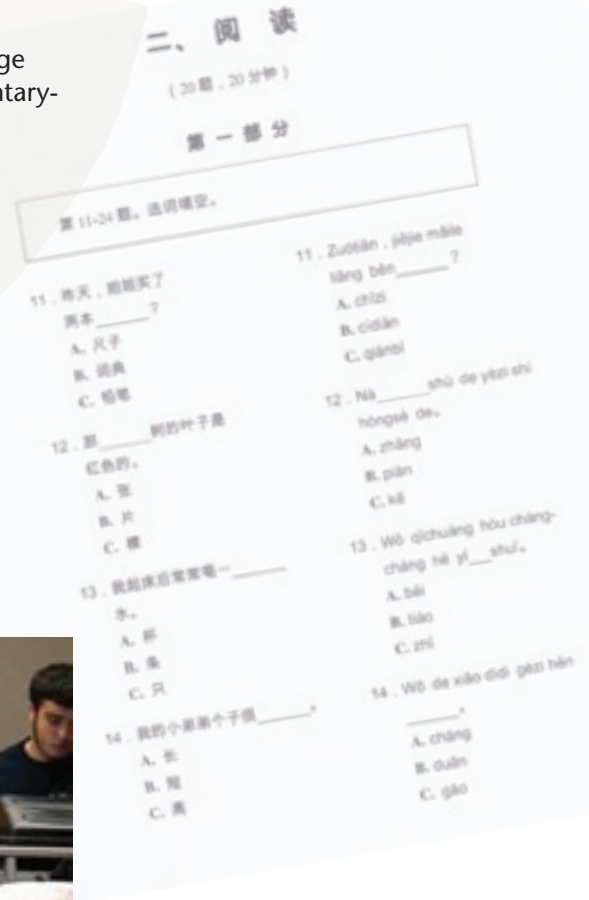 ge
ntary-
二、阅 读
（20题，20分钟）
第 一 部 分
第 11-24 题。选词填空。
11．昨天，姐姐买了
两本______？
A. 尺子
B. 词典
C. 铅笔
12．那______树的叶子是
红色的。
A. 张
B. 片
C. 棵
13．我起床后常常喝一______
水。
A. 杯
B. 条
C. 只
14．我的小弟弟个子很______。
A. 长
B. 短
C. 高
11．Zuótiān，jiějie mǎile
liǎng běn______？
A. chǐzi
B. cídiǎn
C. qiānbǐ
12．Nà______shù de yèzi shì
hóngsè de。
A. zhāng
B. piàn
C. kē
13．Wǒ qǐchuáng hòu cháng-
cháng hē yì___shuǐ。
A. bēi
B. tiáo
C. zhī
14．Wǒ de xiǎo dìdi gèzi hěn
______。
A. cháng
B. duǎn
C. gāo